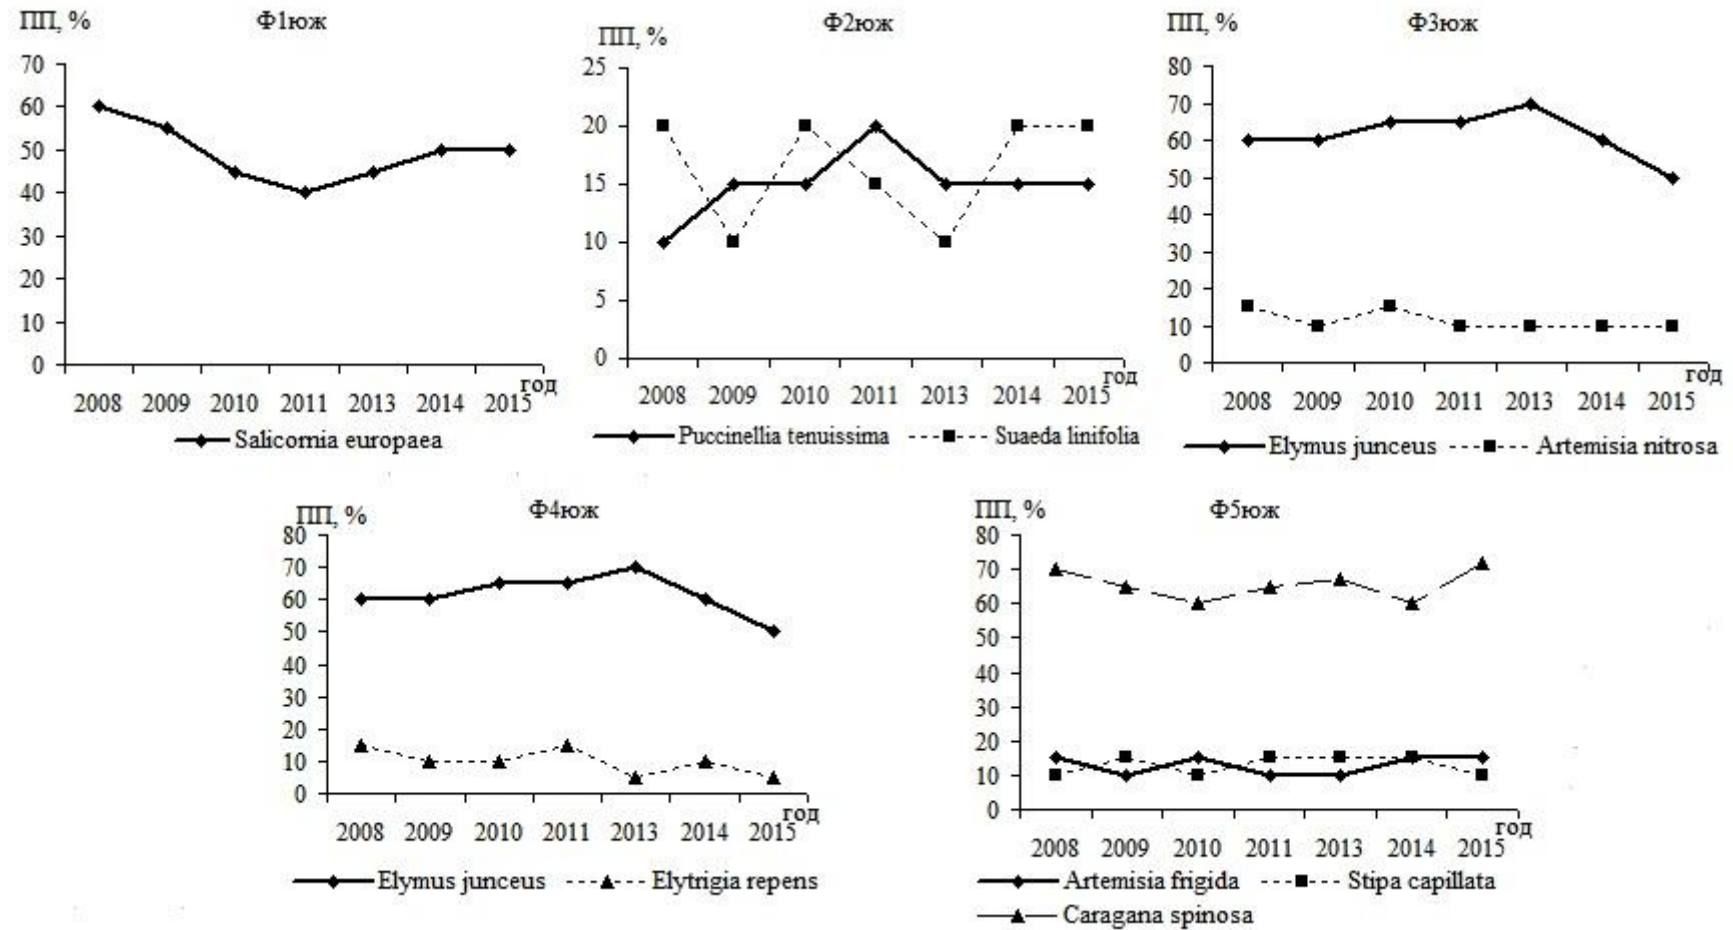 ПП, %
Ф1юж
70
60
50
40
30
20
10
0
год
2008 2009 2010 2011 2013 2014 2015
Salicornia europaea
ПП, %
Ф2юж
25
20
15
10
5
0
год
2008 2009 2010 2011 2013 2014 2015
Puccinellia tenuissima Suaeda linifolia
ПП, %
Ф3юж
80
70
60
50
40
30
20
10
0
год
2008 2009 2010 2011 2013 2014 2015
Elymus junceus Artemisia nitrosa
ПП, %
Ф4юж
80
70
60
50
40
30
20
10
0
год
2008 2009 2010 2011 2013 2014 2015
Elymus junceus Elytrigia repens
ПП, %
Ф5юж
80
70
60
50
40
30
20
10
0
год
2008 2009 2010 2011 2013 2014 2015
Artemisia frigida Stipa capillata
Caragana spinosa